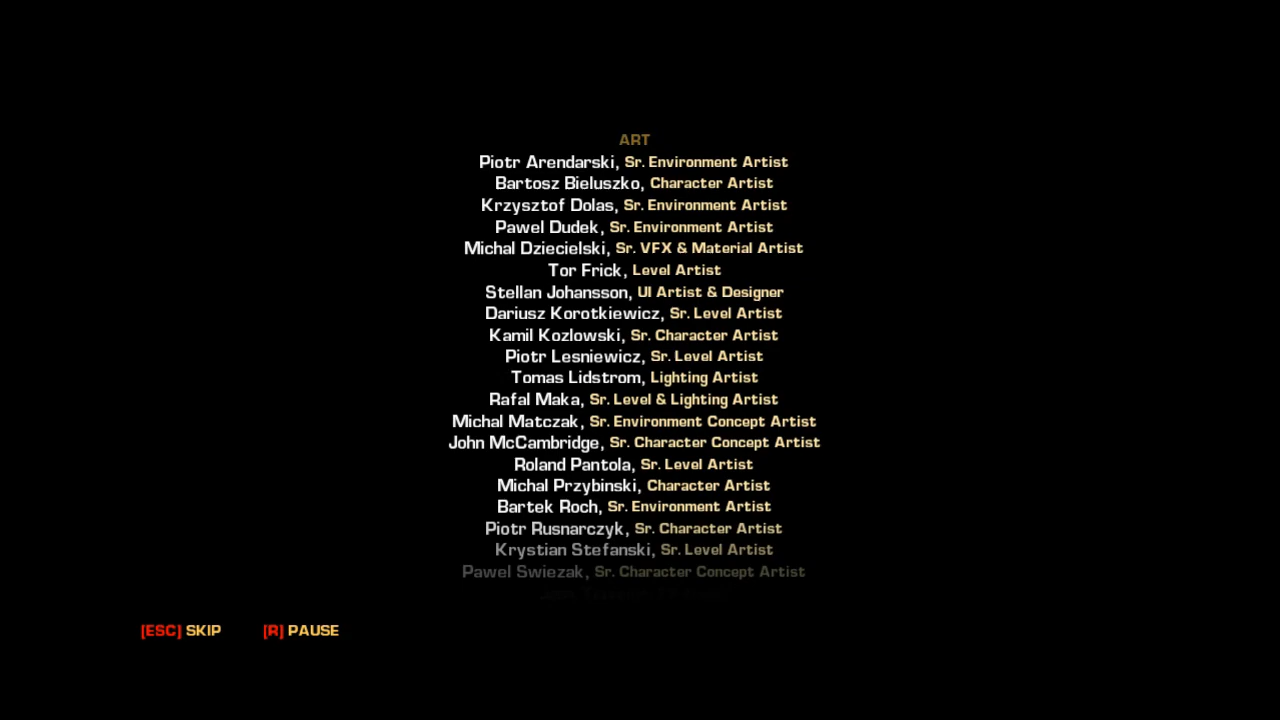 ART
Piotr Arendarski, Sr. Environment Artist
Bartosz Bieluszko, Character Artist
Krzysztof Dolas, Sr. Environment Artist
Pawel Dudek, Sr. Environment Artist
Michal Dziecielski, Sr. VFX & Material Artist
Tor Frick, Level Artist
Stellan Johansson, UI Artist & Designer
Dariusz Korotkiewicz, Sr. Level Artist
Kamil Kozlowski, Sr. Character Artist
Piotr Lesniewicz, Sr. Level Artist
Tomas Lidstrom, Lighting Artist
Rafal Maka, Sr. Level & Lighting Artist
Michal Matczak, Sr. Environment Concept Artist
John McCambridge, Sr. Character Concept Artist
Roland Pantola, Sr. Level Artist
Michal Przybinski, Character Artist
Bartek Roch, Sr. Environment Artist
Piotr Rusnarczyk, Sr. Character Artist
Krystian Stefanski, Sr. Level Artist
Pawel Swiezak, Sr. Character Concept Artist
[ESC] SKIP [R] PAUSE